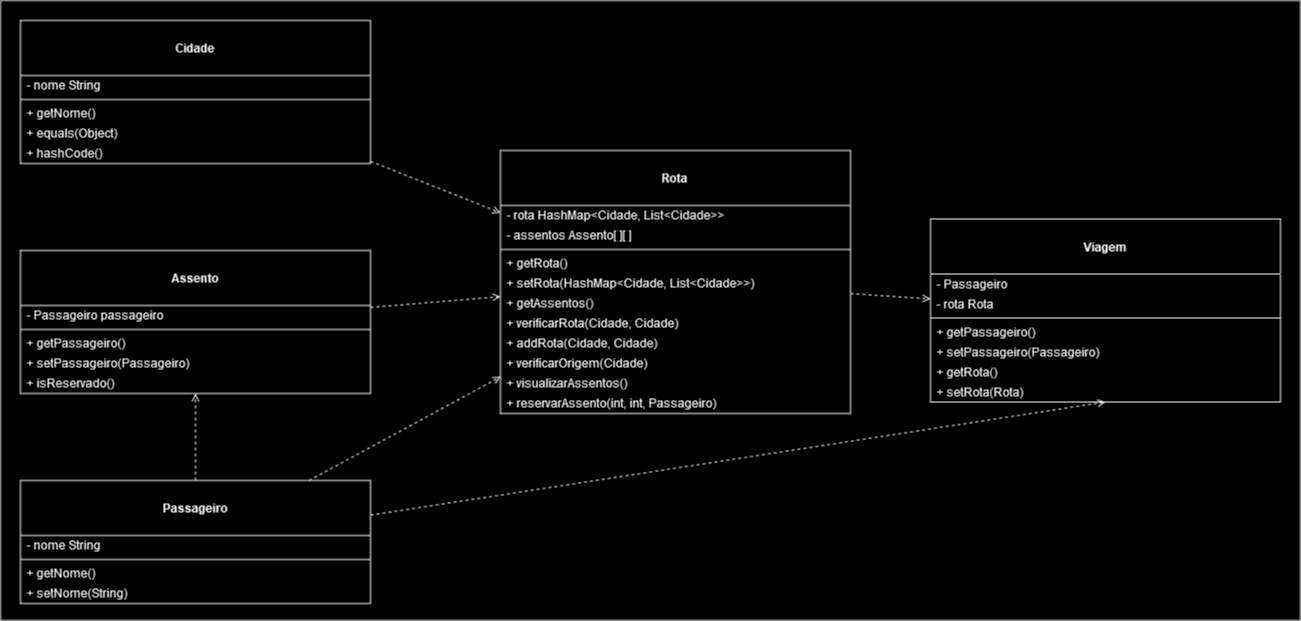 Cidade
- nome String
+ getNome()
+ equals(Object)
+ hashCode()
Assento
- Passageiro passageiro
+ getPassageiro()
+ setPassageiro(Passageiro)
+ isReservado()
Passageiro
- nome String
+ getNome()
+ setNome(String)
Rota
- rota HashMap<Cidade, List<Cidade>>
- assentos Assento[ ][ ]
+ getRota()
+ setRota(HashMap<Cidade, List<Cidade>>)
+ getAssentos()
+ verificarRota(Cidade, Cidade)
+ addRota(Cidade, Cidade)
+ verificarOrigem(Cidade)
+ visualizarAssentos()
+ reservarAssento(int, int, Passageiro)
Viagem
- Passageiro
- rota Rota
+ getPassageiro()
+ setPassageiro(Passageiro)
+ getRota()
+ setRota(Rota)